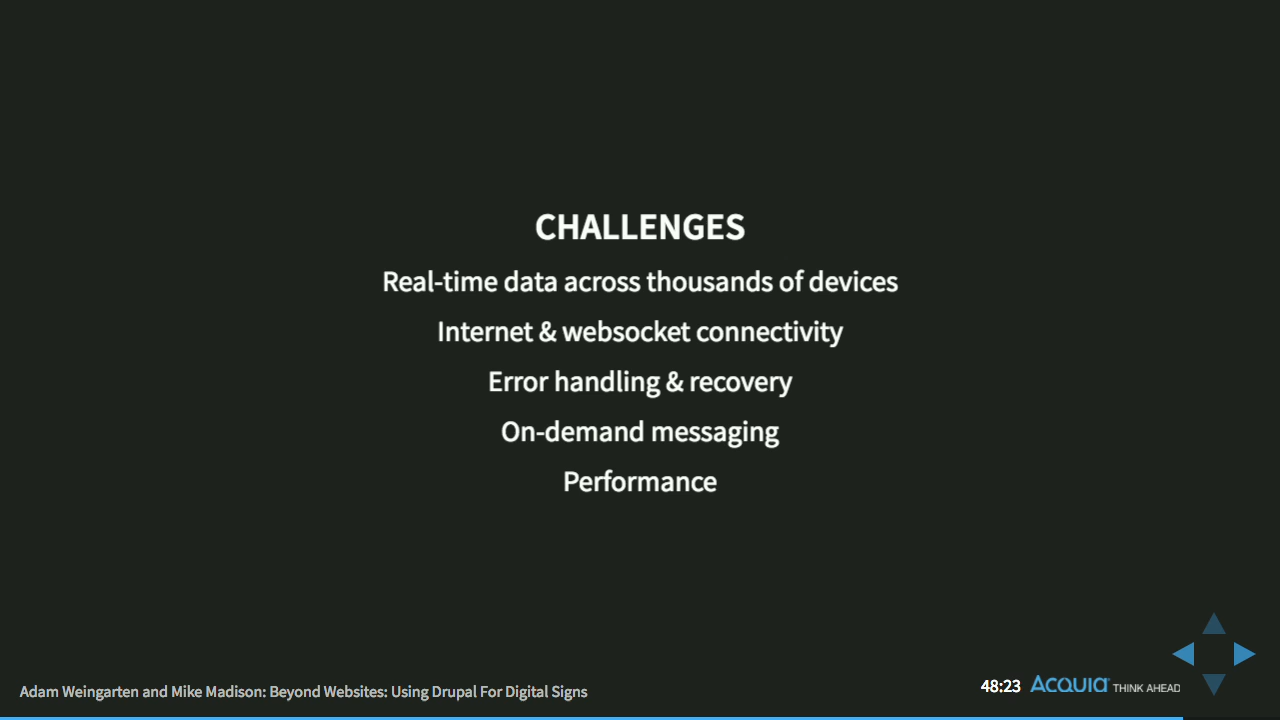 CHALLENGES
Real-time data across thousands of devices
Internet & websocket connectivity
Error handling & recovery
On-demand messaging
Performance
Adam Weingarten and Mike Madison: Beyond Websites: Using Drupal For Digital Signs
48:23 ACQUIA THINK AHEAD